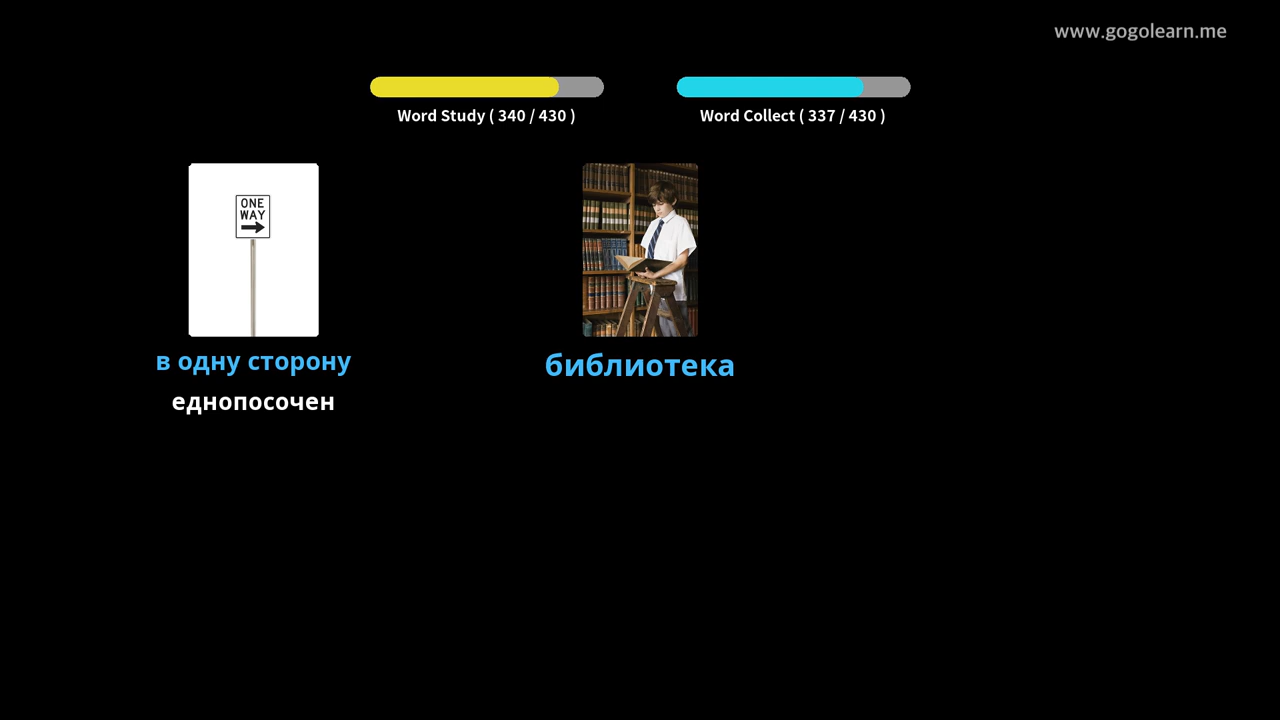 www.gogolearn.me
Word Study ( 340 / 430 )
Word Collect ( 337 / 430 )
ONE
WAY
в одну сторону
еднопосочен
библиотека